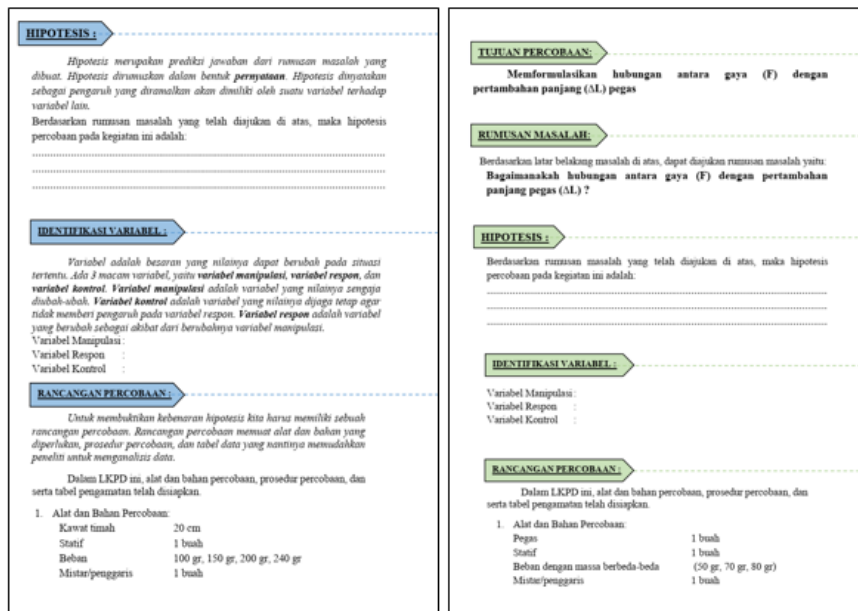 HIPOTESIS :
Hipotesis merupakan prediksi jawaban dari rumusan masalah yang
dibuat. Hipotesis dirumuskan dalam bentuk pernyataan. Hipotesis dinyatakan
sebagai pengaruh yang diramalkan akan dimiliki oleh suatu variabel terhadap
variabel lain.
Berdasarkan rumusan masalah yang telah diajukan di atas, maka hipotesis
percobaan pada kegiatan ini adalah:
IDENTIFIKASI VARIABEL :
Variabel adalah besaran yang nilainya dapat berubah pada situasi
tertentu. Ada 3 macam variabel, yaitu variabel manipulasi, variabel respon, dan
variabel kontrol. Variabel manipulasi adalah variabel yang nilainya sengaja
diubah-ubah. Variabel kontrol adalah variabel yang nilainya dijaga tetap agar
tidak memberi pengaruh pada variabel respon. Variabel respon adalah variabel
yang berubah sebagai akibat dari berubahnya variabel manipulasi.
Variabel Manipulasi :
Variabel Respon :
Variabel Kontrol :
RANCANGAN PERCOBAAN :
Untuk membuktikan kebenaran hipotesis kita harus memiliki sebuah
rancangan percobaan. Rancangan percobaan memuat alat dan bahan yang
diperlukan, prosedur percobaan, dan tabel data yang nantinya memudahkan
peneliti untuk menganalisis data.
Dalam LKPD ini, alat dan bahan percobaan, prosedur percobaan, dan
serta tabel pengamatan telah disiapkan.
1. Alat dan Bahan Percobaan:
Kawat timah 20 cm
Statif 1 buah
Beban 100 gr, 150 gr, 200 gr, 240 gr
Mistar/penggaris 1 buah
TUJUAN PERCOBAAN:
Memformulasikan hubungan antara gaya (F) dengan
pertambahan panjang (ΔL) pegas
RUMUSAN MASALAH:
Berdasarkan latar belakang masalah di atas, dapat diajukan rumusan masalah yaitu:
Bagaimanakah hubungan antara gaya (F) dengan pertambahan
panjang pegas (ΔL) ?
HIPOTESIS :
Berdasarkan rumusan masalah yang telah diajukan di atas, maka hipotesis
percobaan pada kegiatan ini adalah:
IDENTIFIKASI VARIABEL :
Variabel Manipulasi :
Variabel Respon :
Variabel Kontrol :
RANCANGAN PERCOBAAN :
Dalam LKPD ini, alat dan bahan percobaan, prosedur percobaan, dan
serta tabel pengamatan telah disiapkan.
1. Alat dan Bahan Percobaan:
Pegas 1 buah
Statif 1 buah
Beban dengan massa berbeda-beda (50 gr, 70 gr, 80 gr)
Mistar/penggaris 1 buah